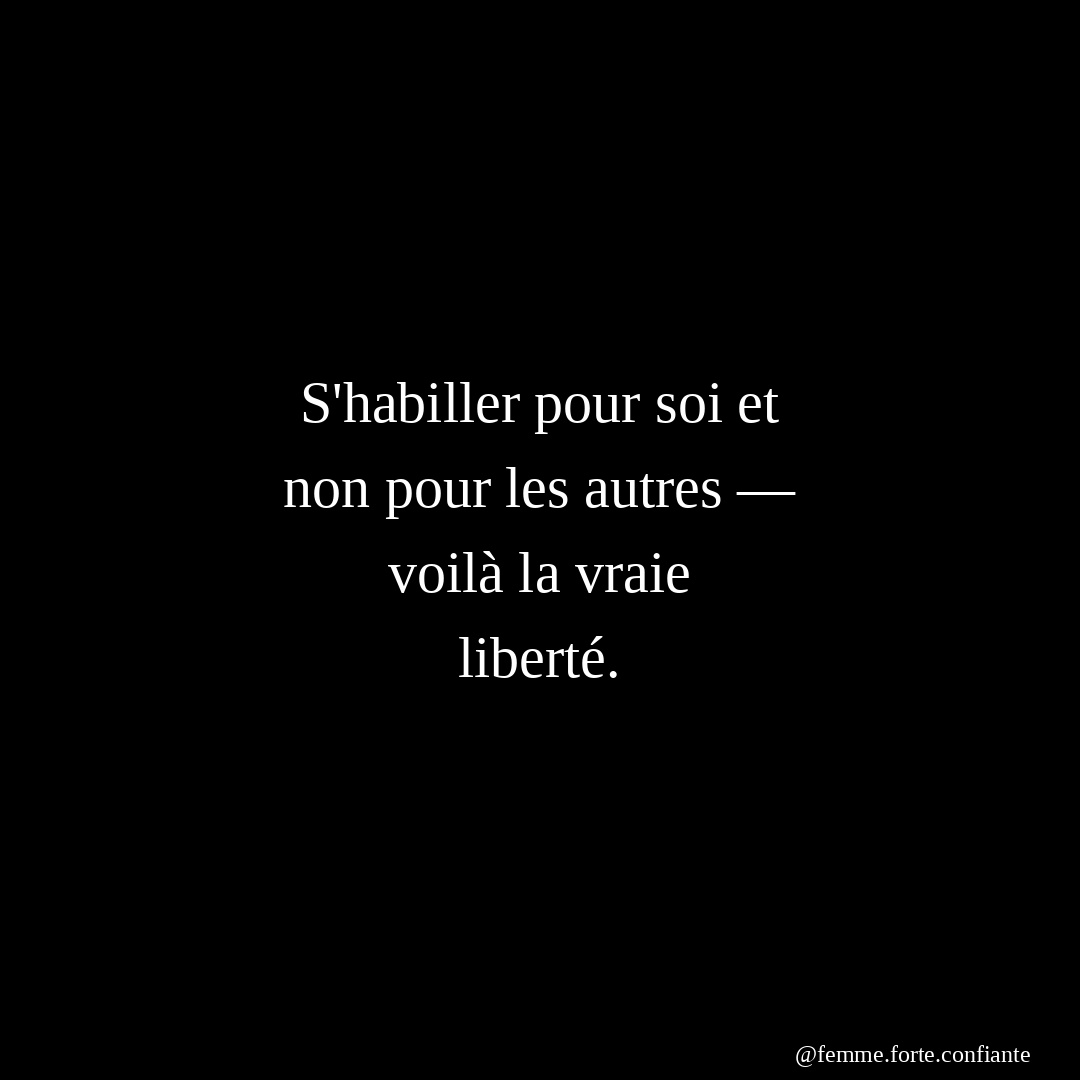 S'habiller pour soi et
non pour les autres —
voilà la vraie
liberté.
@femme.forte.confiante